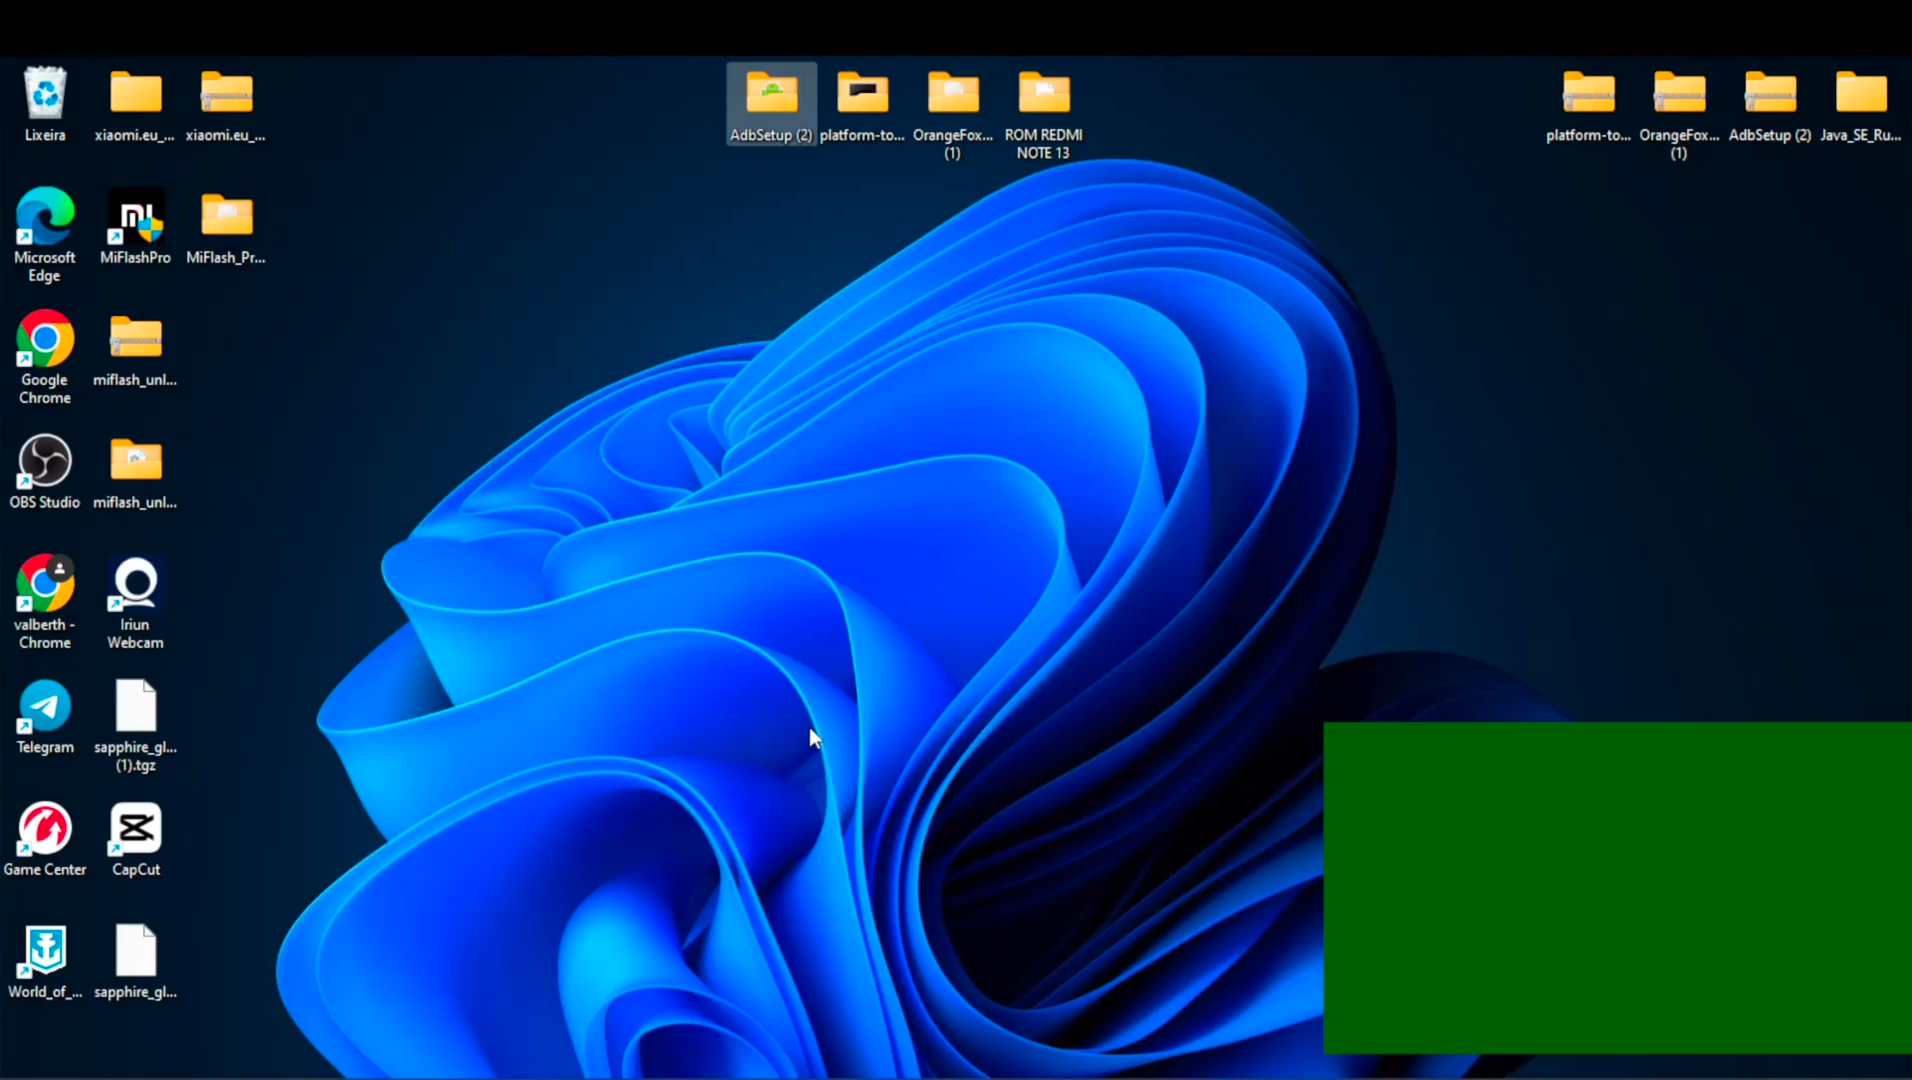 Lixeira
xiaomi.eu_...
xiaomi.eu_...
AdbSetup (2)
platform-to...
OrangeFox...
(1)
ROM REDMI
NOTE 13
platform-to...
OrangeFox...
(1)
AdbSetup (2)
Java_SE_Ru...
Microsoft
Edge
MiFlashPro
MiFlash_Pr...
Google
Chrome
miflash_unl...
OBS Studio
miflash_unl...
valberth -
Chrome
Iriun
Webcam
Telegram
sapphire_gl...
(1).tgz
Game Center
CapCut
World_of_...
sapphire_gl...